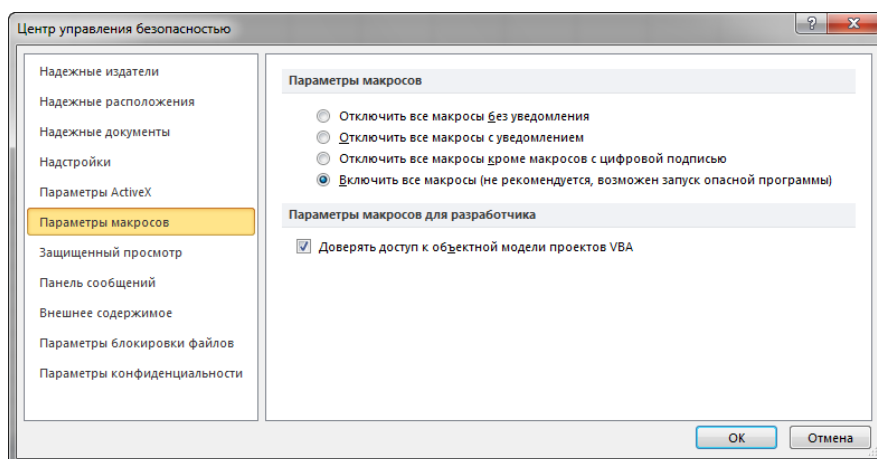 Центр управления безопасностью
Надежные издатели
Надежные расположения
Надежные документы
Надстройки
Параметры ActiveX
Параметры макросов
Защищенный просмотр
Панель сообщений
Внешнее содержимое
Параметры блокировки файлов
Параметры конфиденциальности
Параметры макросов
Отключить все макросы без уведомления
Отключить все макросы с уведомлением
Отключить все макросы кроме макросов с цифровой подписью
Включить все макросы (не рекомендуется, возможен запуск опасной программы)
Параметры макросов для разработчика
Доверять доступ к объектной модели проектов VBA
ОК
Отмена